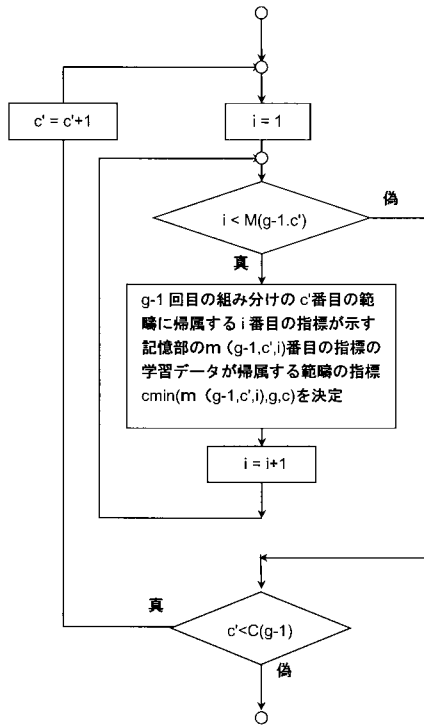 c' = c'+1
i = 1
i < M(g-1.c')
偽
真
g-1 回目の組み分けの c'番目の範
疇に帰属する i 番目の指標が示す
記憶部のm（g-1,c',i)番目の指標の
学習データが帰属する範疇の指標
cmin(m（g-1,c',i),g,c)を決定
i = i+1
真
c'<C(g-1)
偽